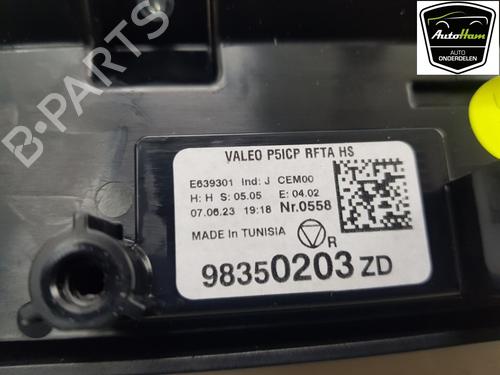 AutoHam
AUTO
ONDERDELEN
B-PARTS
VALEO P5ICP RFTA HS
E639301 Ind: J CEM00
H: H S: 05.05 E: 04.02
07.06.23 19:18 Nr.0558
MADE In TUNISIA
R
98350203 ZD